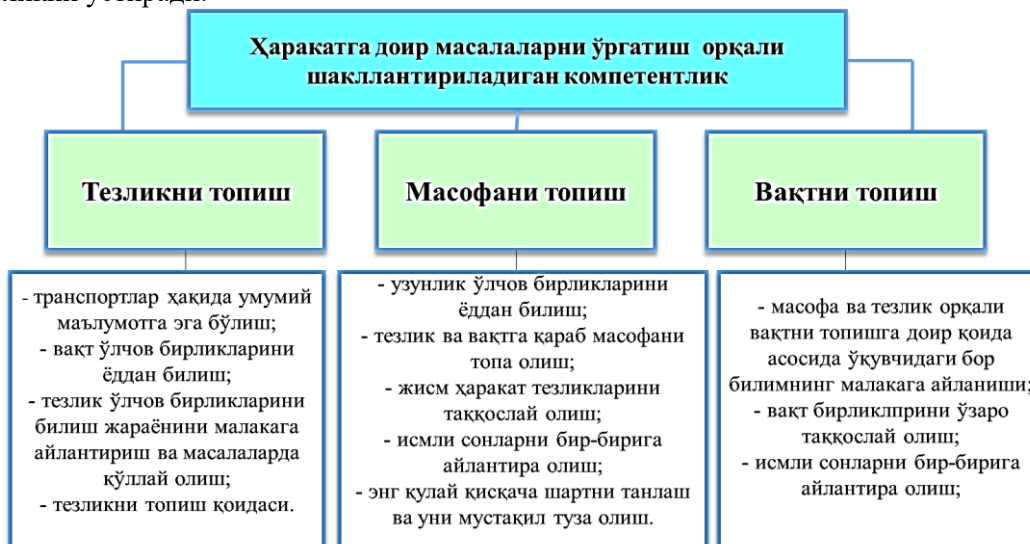 Ҳаракатга доир масалаларни ўргатиш орқали
шакллантириладиган компетентлик
Тезликни топиш
Масофани топиш
Вақтни топиш
- транспортлар ҳақида умумий
маълумотга эга бўлиш;
- вақт ўлчов бирликларини
ёддан билиш;
- тезлик ўлчов бирликларини
билиш жараёнини малакага
айлантириш ва масалаларда
қўллай олиш;
- тезликни топиш қоидаси.
- узунлик ўлчов бирликларини
ёддан билиш;
- тезлик ва вақтга қараб масофани
топа олиш;
- жисм ҳаракат тезликларини
таққослай олиш;
- исмли сонларни бир-бирига
айлантира олиш;
- энг қулай қисқача шартни танлаш
ва уни мустақил туза олиш.
- масофа ва тезлик орқали
вақтни топишга доир қоида
асосида ўқувчидаги бор
билимнинг малакага айланиши;
- вақт бирликлприни ўзаро
таққослай олиш;
- исмли сонларни бир-бирига
айлантира олиш;